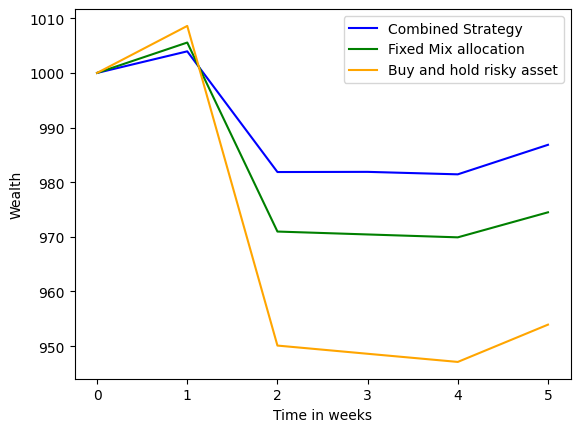 1010
1000
990
980
970
960
950
Wealth
Combined Strategy
Fixed Mix allocation
Buy and hold risky asset
0 1 2 3 4 5
Time in weeks